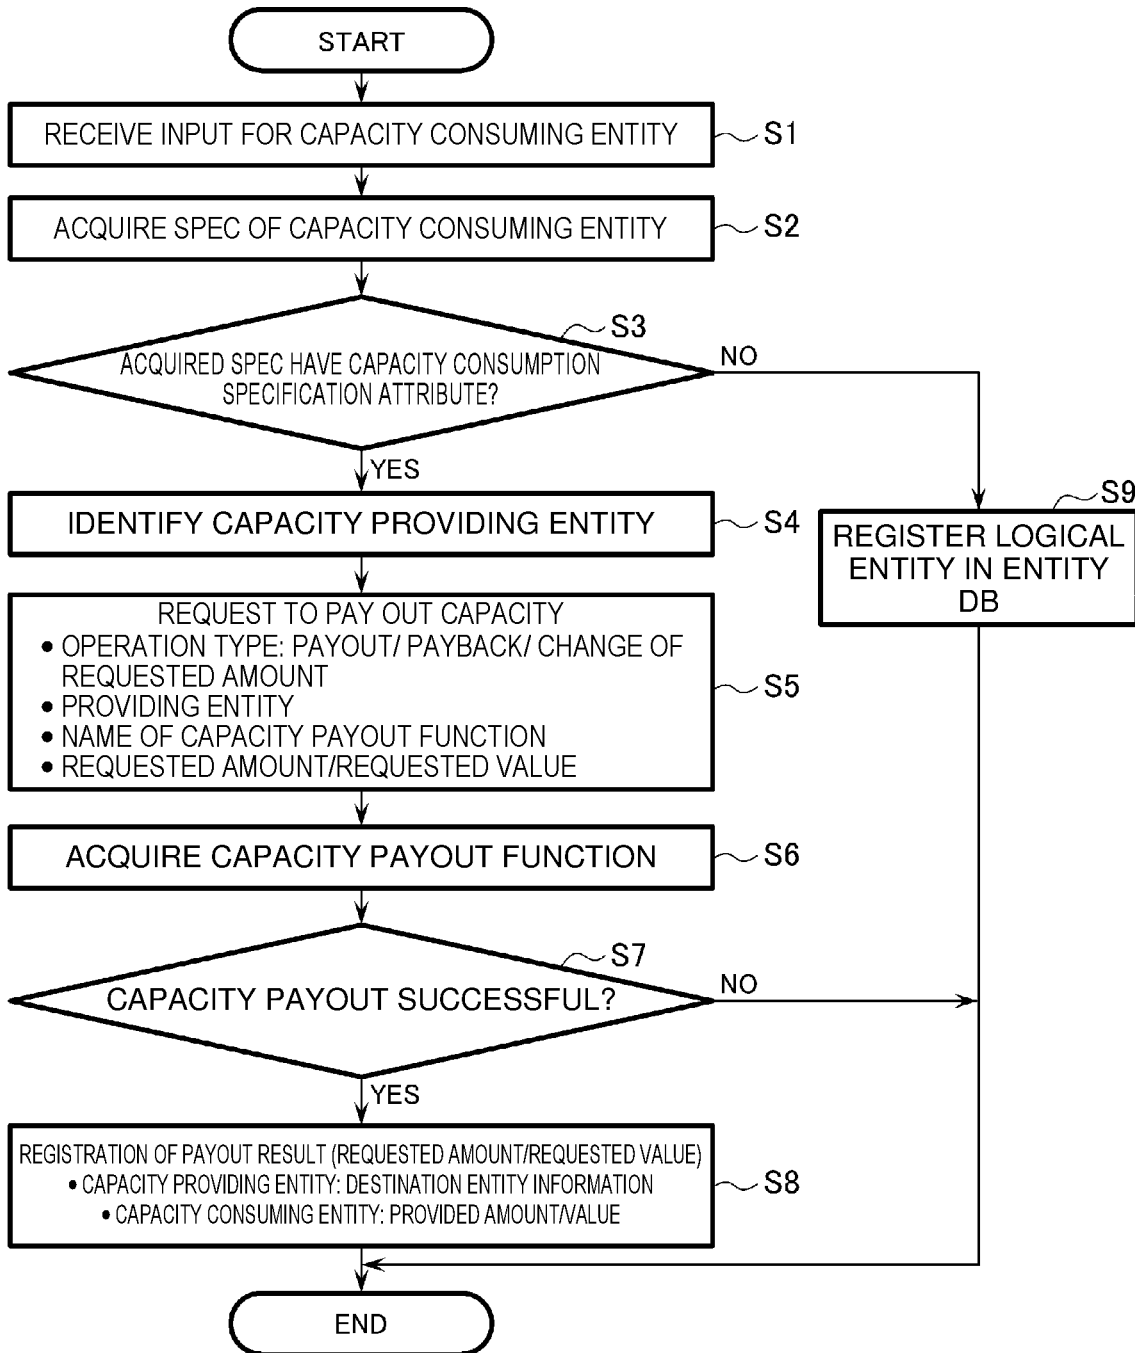 START
RECEIVE INPUT FOR CAPACITY CONSUMING ENTITY
S1
ACQUIRE SPEC OF CAPACITY CONSUMING ENTITY
S2
S3
ACQUIRED SPEC HAVE CAPACITY CONSUMPTION
SPECIFICATION ATTRIBUTE?
NO
YES
IDENTIFY CAPACITY PROVIDING ENTITY
S4
S9
REGISTER LOGICAL
ENTITY IN ENTITY
DB
REQUEST TO PAY OUT CAPACITY
• OPERATION TYPE: PAYOUT/ PAYBACK/ CHANGE OF
REQUESTED AMOUNT
• PROVIDING ENTITY
• NAME OF CAPACITY PAYOUT FUNCTION
• REQUESTED AMOUNT/REQUESTED VALUE
S5
ACQUIRE CAPACITY PAYOUT FUNCTION
S6
S7
CAPACITY PAYOUT SUCCESSFUL?
NO
YES
REGISTRATION OF PAYOUT RESULT (REQUESTED AMOUNT/REQUESTED VALUE)
• CAPACITY PROVIDING ENTITY: DESTINATION ENTITY INFORMATION
• CAPACITY CONSUMING ENTITY: PROVIDED AMOUNT/VALUE
S8
END